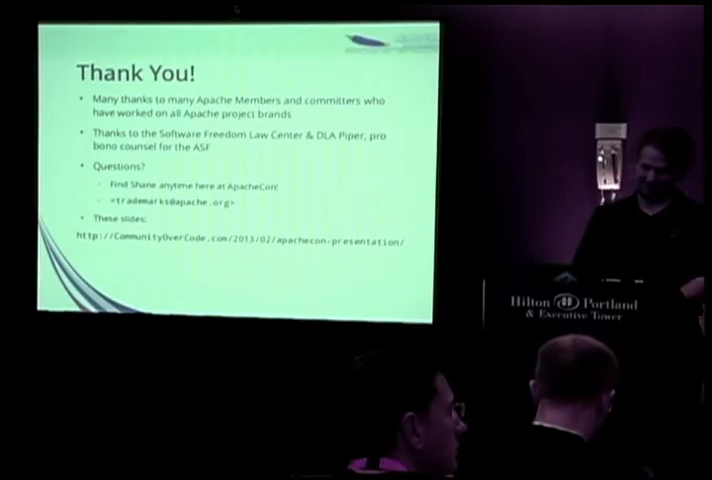 Thank You!
Many thanks to many Apache Members and committers who
have worked on all Apache project brands
Thanks to the Software Freedom Law Center & DLA Piper, pro
bono counsel for the ASF
Questions?
Find Shane anytime here at ApacheCon!
<trademarks@apache.org>
These slides:
http://CommunityOverCode.com/2013/02/apachecon-presentation/
Hilton Portland
& Executive Tower